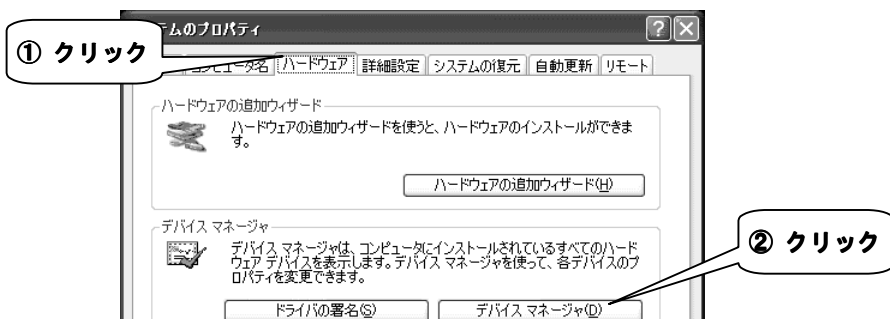 システムのプロパティ
① クリック
コンピュータ名 ハードウェア 詳細設定 システムの復元 自動更新 リモート
ハードウェアの追加ウィザード
ハードウェアの追加ウィザードを使うと、ハードウェアのインストールができま
す。
ハードウェアの追加ウィザード(H)
デバイス マネージャ
デバイス マネージャは、コンピュータにインストールされているすべてのハード
ウェア デバイスを表示します。デバイス マネージャを使って、各デバイスのプ
ロパティを変更できます。
② クリック
ドライバの署名(S) デバイス マネージャ(D)